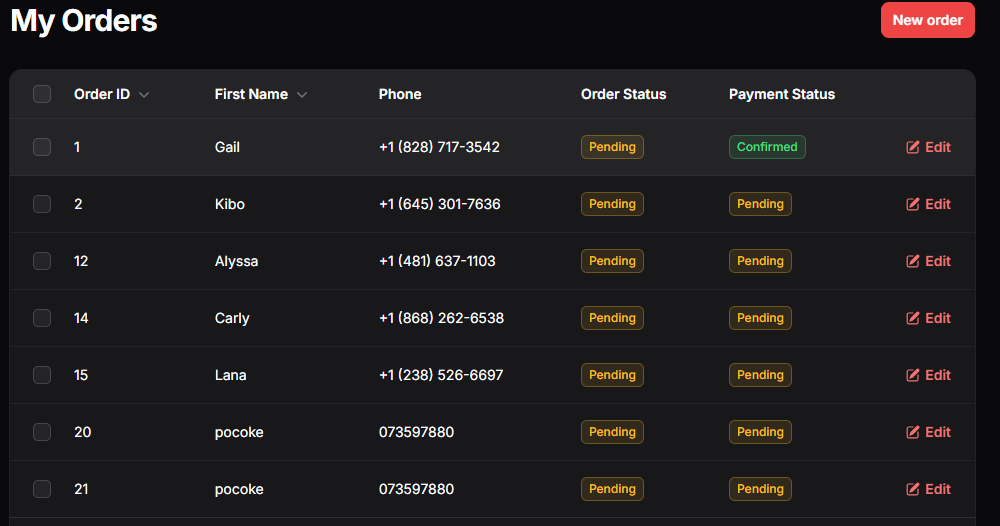 My Orders New order
Order ID First Name Phone Order Status Payment Status
1 Gail +1 (828) 717-3542 Pending Confirmed Edit
2 Kibo +1 (645) 301-7636 Pending Pending Edit
12 Alyssa +1 (481) 637-1103 Pending Pending Edit
14 Carly +1 (868) 262-6538 Pending Pending Edit
15 Lana +1 (238) 526-6697 Pending Pending Edit
20 pocoke 073597880 Pending Pending Edit
21 pocoke 073597880 Pending Pending Edit